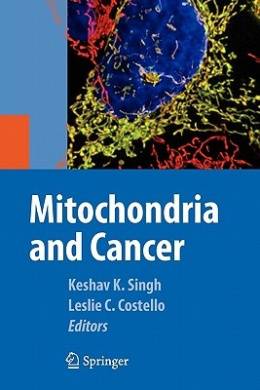 Mitochondria
and Cancer
Keshav K. Singh
Leslie C. Costello
Editors
Springer